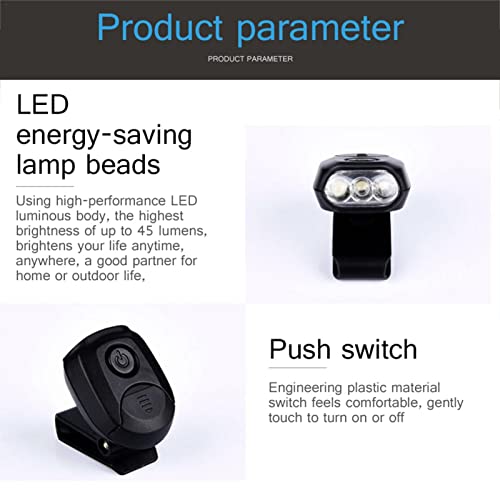 Product parameter
PRODUCT PARAMETER
LED
energy-saving
lamp beads
Using high-performance LED
luminous body, the highest
brightness of up to 45 lumens,
brightens your life anytime,
anywhere, a good partner for
home or outdoor life,
Push switch
Engineering plastic material
switch feels comfortable, gently
touch to turn on or off